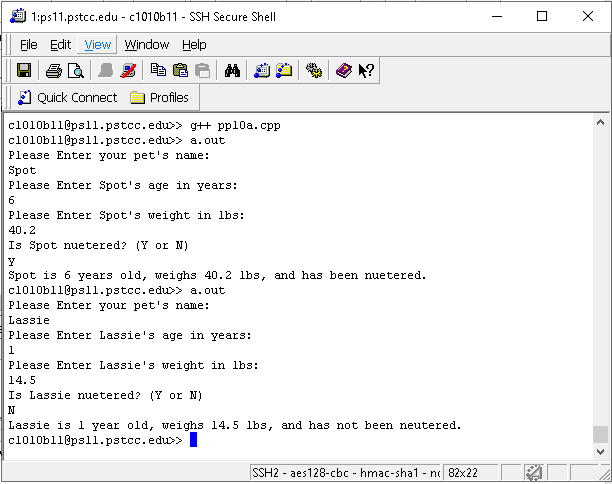 1:ps11.pstcc.edu - c1010b11 - SSH Secure Shell
File Edit View Window Help
Quick Connect Profiles
c1010b11@ps11.pstcc.edu>> g++ pp10a.cpp
c1010b11@ps11.pstcc.edu>> a.out
Please Enter your pet's name:
Spot
Please Enter Spot's age in years:
6
Please Enter Spot's weight in lbs:
40.2
Is Spot nuetered? (Y or N)
y
Spot is 6 years old, weighs 40.2 lbs, and has been nuetered.
c1010b11@ps11.pstcc.edu>> a.out
Please Enter your pet's name:
Lassie
Please Enter Lassie's age in years:
1
Please Enter Lassie's weight in lbs:
14.5
Is Lassie nuetered? (Y or N)
N
Lassie is 1 year old, weighs 14.5 lbs, and has not been neutered.
c1010b11@ps11.pstcc.edu>>
SSH2 - aes128-cbc - hmac-sha1 - 82x22